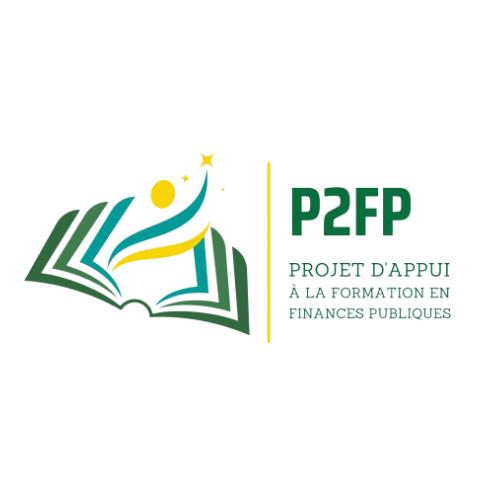 P2FP
PROJET D'APPUI
À LA FORMATION EN
FINANCES PUBLIQUES